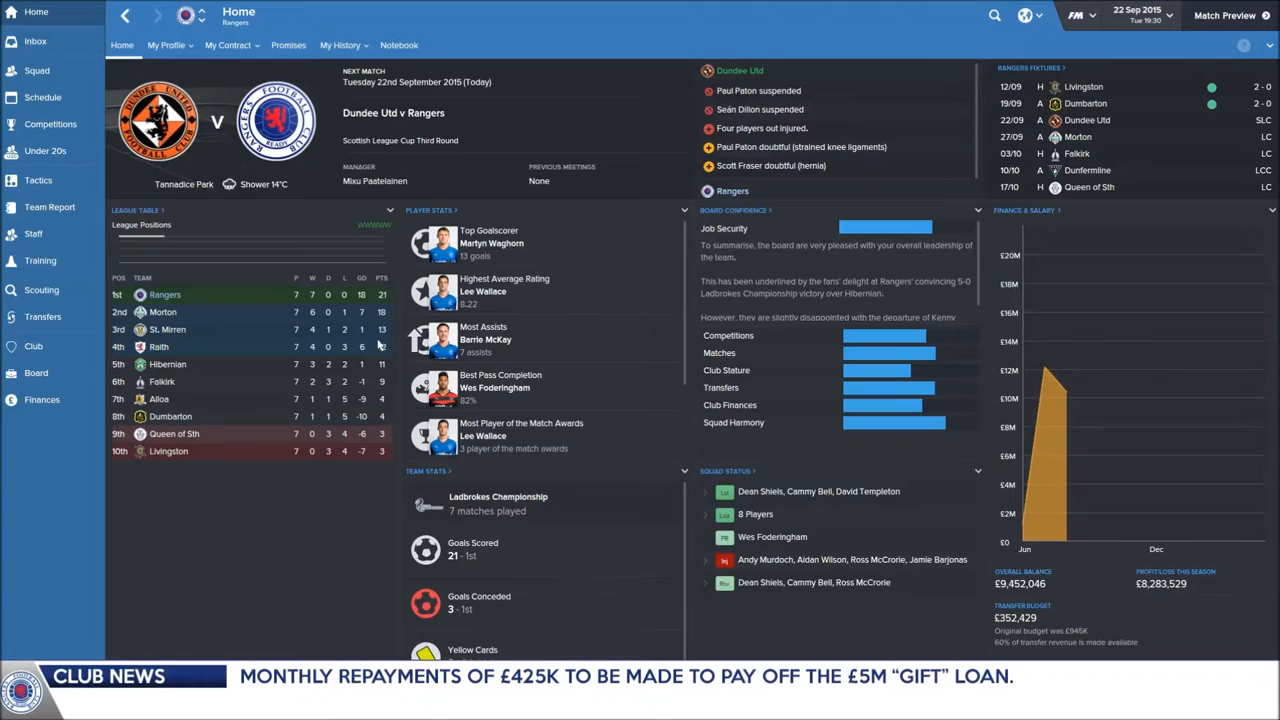 Home
Home
Rangers
FM
22 Sep 2015
Tue 19:30
Match Preview
Home My Profile My Contract Promises My History Notebook
Inbox
Squad
Schedule
Competitions
Under 20s
Tactics
Team Report
Staff
Training
Scouting
Transfers
Club
Board
Finances
V
Tannadice Park Shower 14°C
NEXT MATCH
Tuesday 22nd September 2015 (Today)
Dundee Utd v Rangers
Scottish League Cup Third Round
MANAGER PREVIOUS MEETINGS
Mixu Paatelainen None
Dundee Utd
Paul Paton suspended
Seán Dillon suspended
Four players out injured.
Paul Paton doubtful (strained knee ligaments)
Scott Fraser doubtful (hernia)
Rangers
RANGERS FIXTURES >
12/09 H Livingston 2 - 0
19/09 A Dumbarton 2 - 0
22/09 A Dundee Utd SLC
27/09 A Morton LC
03/10 H Falkirk LC
10/10 A Dunfermline LCC
17/10 H Queen of Sth LC
LEAGUE TABLE >
League Positions WWWWW
POS TEAM P W D L GD PTS
1st Rangers 7 7 0 0 18 21
2nd Morton 7 6 0 1 7 18
3rd St. Mirren 7 4 1 2 1 13
4th Raith 7 4 0 3 6
5th Hibernian 7 3 2 2 1 11
6th Falkirk 7 2 3 2 -1 9
7th Alloa 7 1 1 5 -9 4
8th Dumbarton 7 1 1 5 -10 4
9th Queen of Sth 7 0 3 4 -6 3
10th Livingston 7 0 3 4 -7 3
PLAYER STATS >
Top Goalscorer
Martyn Waghorn
13 goals
Highest Average Rating
Lee Wallace
8.22
Most Assists
Barrie McKay
7 assists
Best Pass Completion
Wes Foderingham
82%
Most Player of the Match Awards
Lee Wallace
3 player of the match awards
TEAM STATS >
Ladbrokes Championship
7 matches played
Goals Scored
21 - 1st
Goals Conceded
3 - 1st
Yellow Cards
BOARD CONFIDENCE >
Job Security
To summarise, the board are very pleased with your overall leadership of
the team.
This has been underlined by the fans' delight at Rangers' convincing 5-0
Ladbrokes Championship victory over Hibernian.
However, they are slightly disappointed with the departure of Kenny
Competitions
Matches
Club Stature
Transfers
Club Finances
Squad Harmony
SQUAD STATUS >
Lst Dean Shiels, Cammy Bell, David Templeton
Loa 8 Players
PR Wes Foderingham
Inj Andy Murdoch, Aidan Wilson, Ross McCrorie, Jamie Barjonas
Rsv Dean Shiels, Cammy Bell, Ross McCrorie
FINANCE & SALARY >
£20M
£18M
£16M
£14M
£12M
£10M
£8M
£6M
£4M
£2M
£0
Jun Dec
OVERALL BALANCE PROFIT/LOSS THIS SEASON
£9,452,046 £8,283,529
TRANSFER BUDGET
£352,429
Original budget was £945K
60% of transfer revenue is made available
CLUB NEWS MONTHLY REPAYMENTS OF £425K TO BE MADE TO PAY OFF THE £5M “GIFT” LOAN.